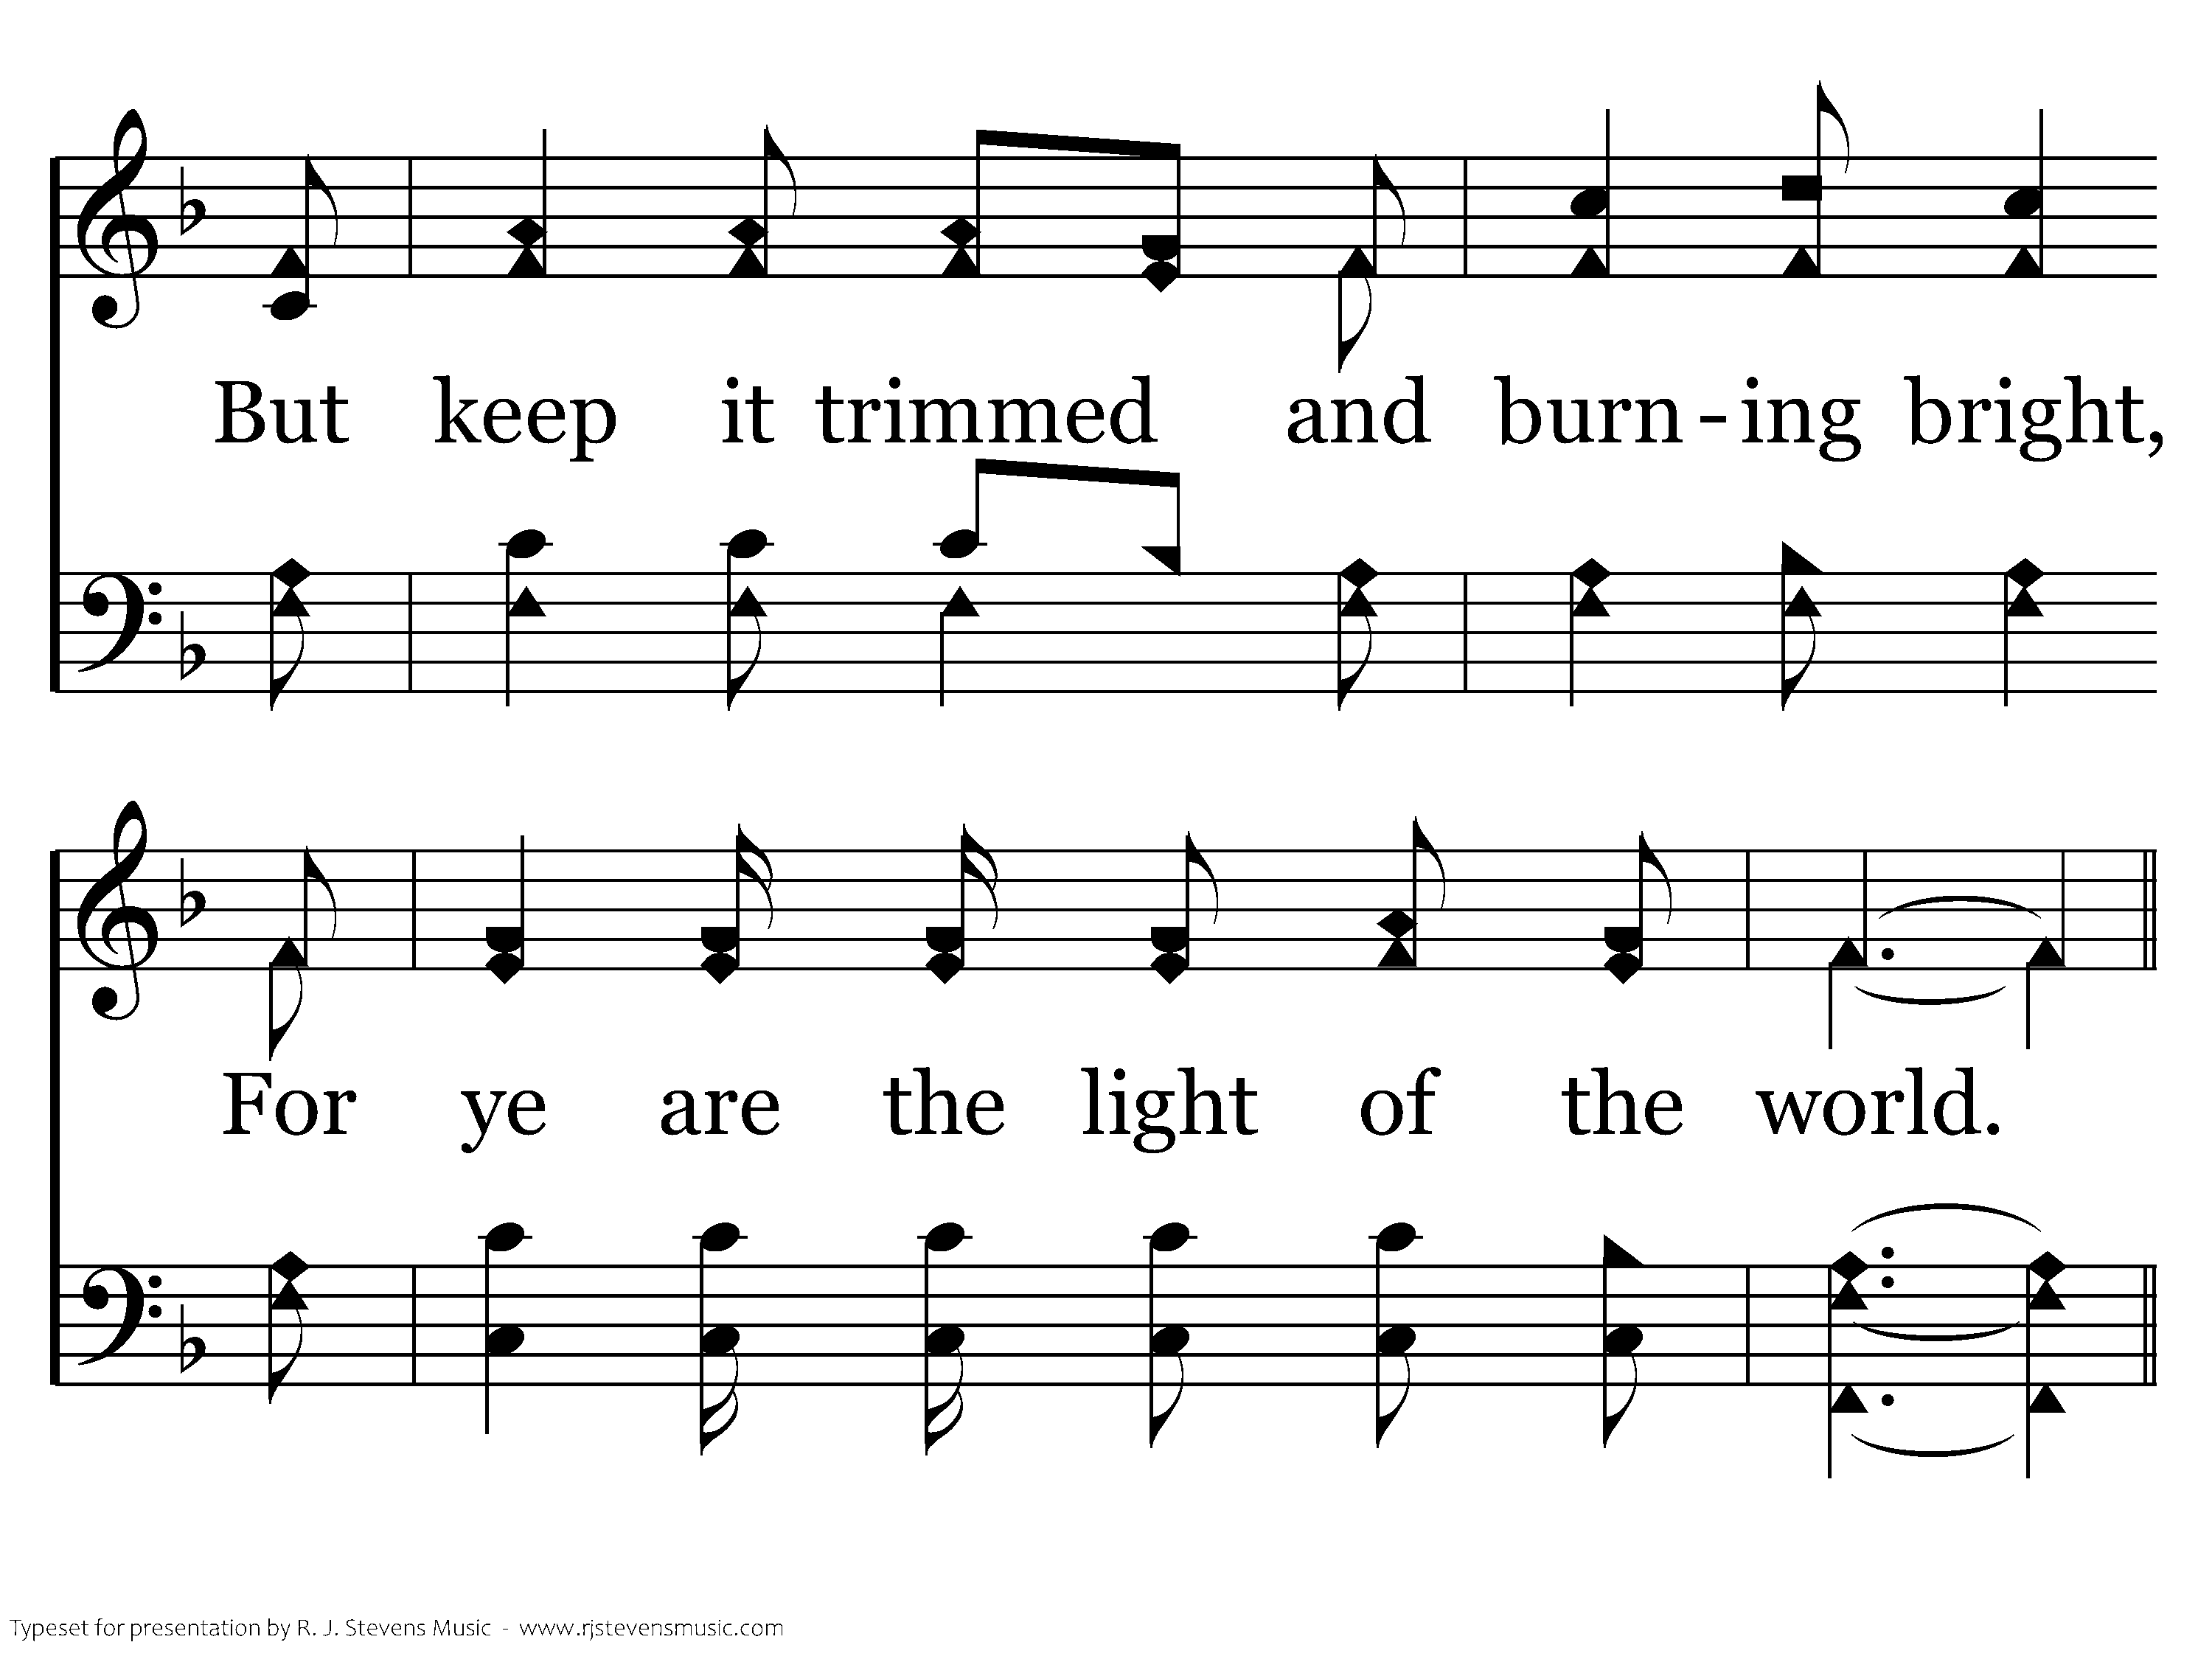 But keep it trimmed and burn-ing bright,
For ye are the light of the world.
Typeset for presentation by R. J. Stevens Music - www.rjstevensmusic.com